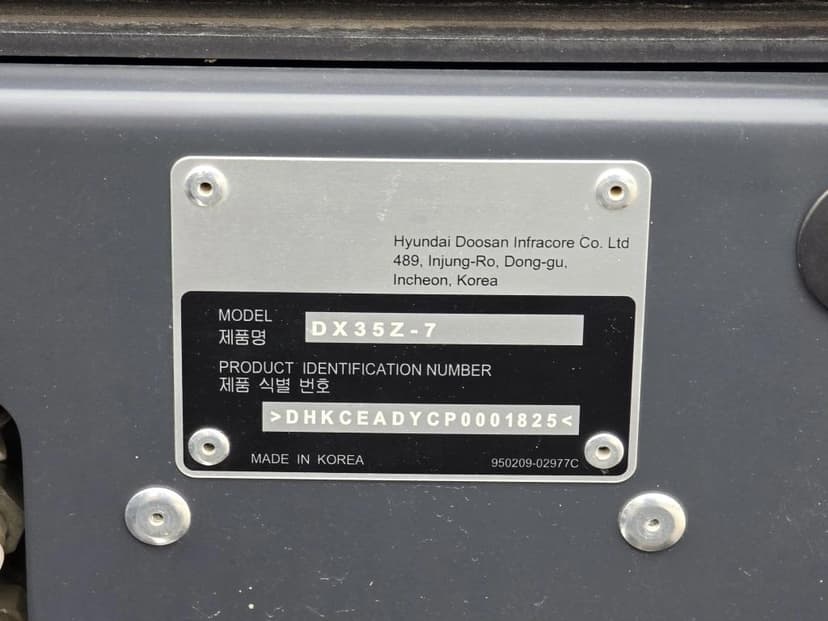 Hyundai Doosan Infracore Co. Ltd
489, Injung-Ro, Dong-gu,
Incheon, Korea
MODEL
제품명
DX35Z-7
PRODUCT IDENTIFICATION NUMBER
제품 식별 번호
>DHKCEADYCP0001825<
MADE IN KOREA
950209-02977C